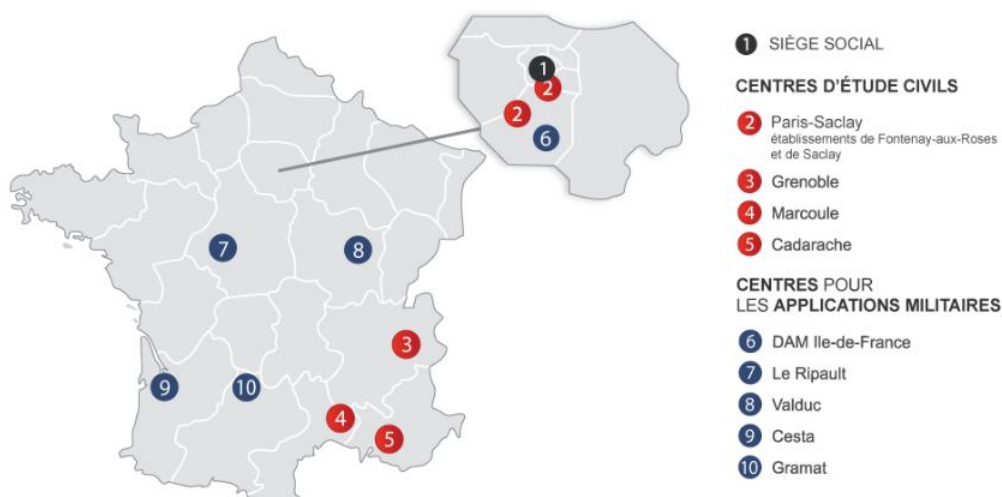 1
2
2
6
7
8
3
9
10
4
5
1 SIÈGE SOCIAL
CENTRES D'ÉTUDE CIVILS
2 Paris-Saclay
établissements de Fontenay-aux-Roses
et de Saclay
3 Grenoble
4 Marcoule
5 Cadarache
CENTRES POUR
LES APPLICATIONS MILITAIRES
6 DAM Ile-de-France
7 Le Ripault
8 Valduc
9 Cesta
10 Gramat